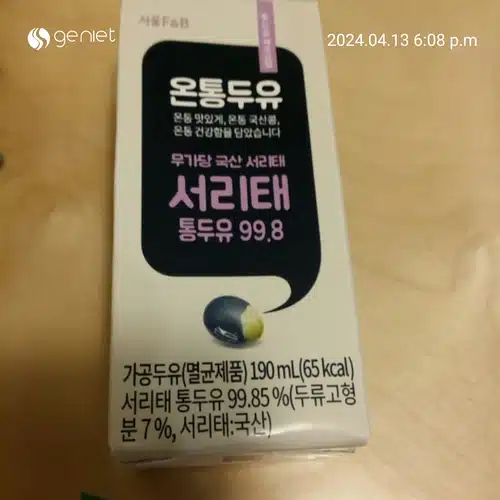 geniet
2024.04.13 6:08 p.m
서울F&B
온통두유
온통 맛있게, 온통 국산콩,
온통 건강함을 담았습니다
무가당 국산 서리태
서리태
통두유 99.8
가공두유(멸균제품) 190 mL(65 kcal)
서리태 통두유 99.85 %(두류고형
분 7 %, 서리태:국산)